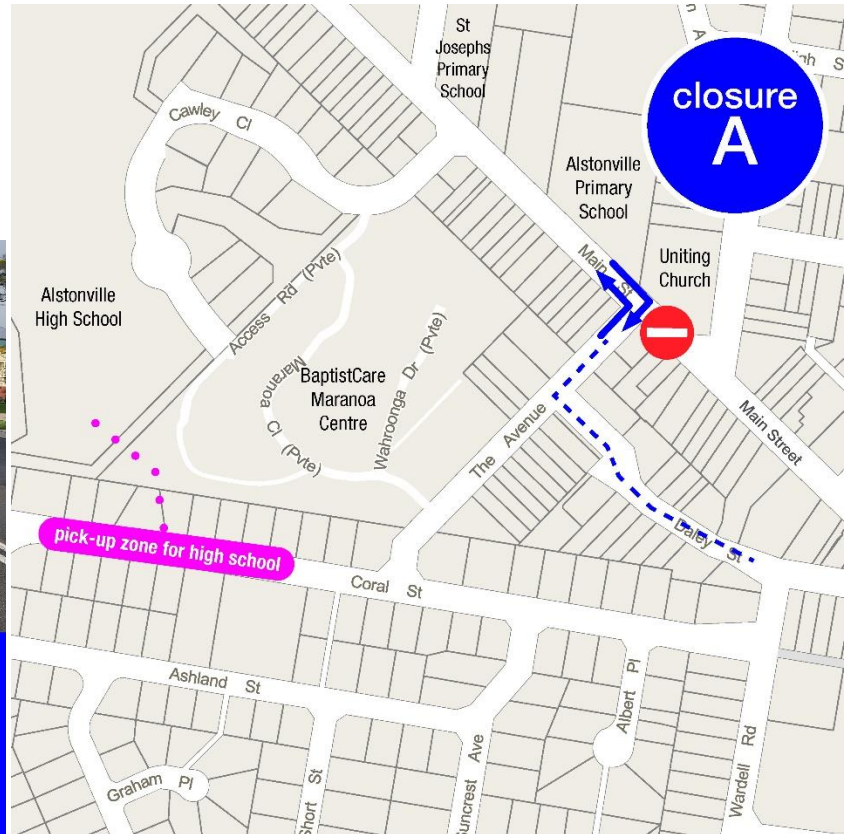 St
Josephs
Primary
School
closure
A
Cawley Cl
Alstonville
Primary
School
Main St
Uniting
Church
Alstonville
High School
Access Rd (Pvte)
BaptistCare
Maranoa
Centre
Maranoa
Cl (Pvte)
Wahroonga Dr (Pvte)
The Avenue
Main Street
Daley St
pick-up zone for high school
Coral St
Ashland St
Albert Pl
Graham Pl
Short St
Ave
Wardell Rd